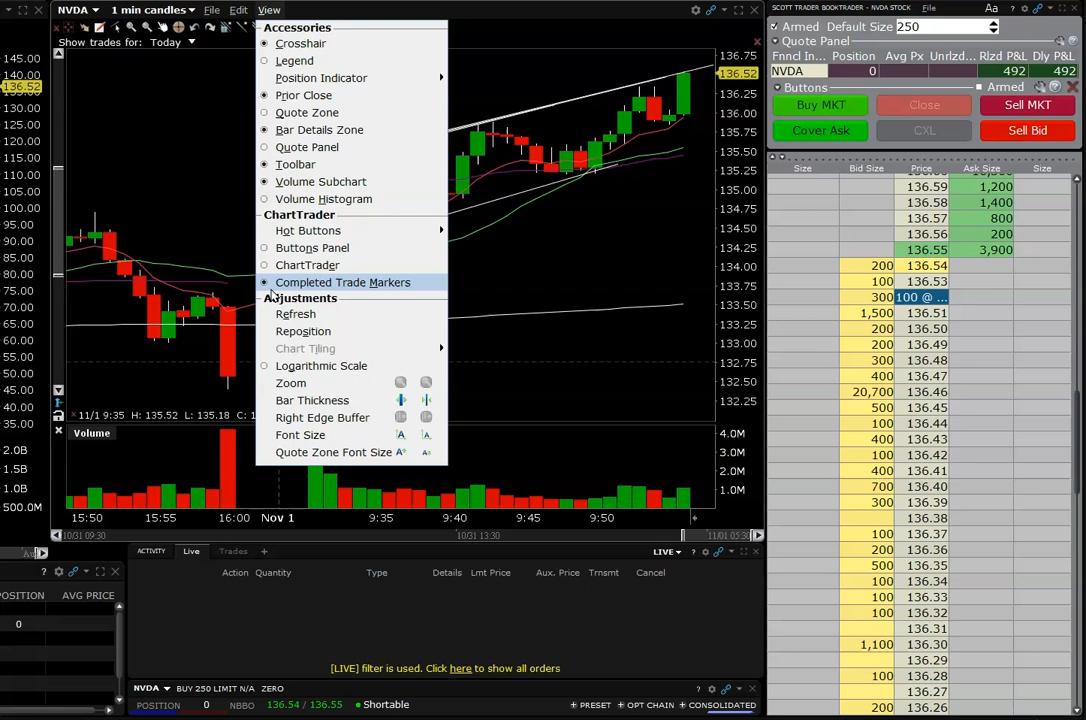 NVDA 1 min candles File Edit View
Show trades for: Today
145.00
136.52
130.00
125.00
120.00
115.00
110.00
105.00
100.00
95.00
90.00
85.00
80.00
75.00
70.00
65.00
60.00
55.00
50.00
45.00
40.00
35.00
30.00
2.0B
1.5B
1.0B
500.0M
Accessories
Crosshair
Legend
Position Indicator
Prior Close
Quote Zone
Bar Details Zone
Quote Panel
Toolbar
Volume Subchart
Volume Histogram
ChartTrader
Hot Buttons
Buttons Panel
ChartTrader
Completed Trade Markers
Adjustments
Refresh
Reposition
Chart Tiling
Logarithmic Scale
Zoom
Bar Thickness
Right Edge Buffer
Font Size
Quote Zone Font Size
136.75
136.52
136.25
136.00
135.75
135.50
135.25
135.00
134.75
134.50
134.25
134.00
133.75
133.50
133.25
133.00
132.75
132.50
132.25
11/1 9:35 H: 135.52 L: 135.18 C:
Volume
4.0M
3.0M
2.0M
1.0M
15:50 15:55 16:00 Nov 1 9:35 9:40 9:45 9:50
10/31 09:30 10/31 13:30 11/01 05:30
ACTIVITY Live Trades + LIVE
Action Quantity Type Details Lmt Price Aux. Price Trnsmt Cancel
[LIVE] filter is used. Click here to show all orders
POSITION AVG PRICE
0
NVDA BUY 250 LIMIT N/A ZERO
POSITION 0 NBBO 136.54 / 136.55 Shortable + PRESET + OPT CHAIN + CONSOLIDATED
SCOTT TRADER BOOKTRADER - NVDA STOCK File Aa
Armed Default Size 250
Quote Panel
Fnncl In... Position Avg Px Unrlzd... Rlzd P&L Dly P&L
NVDA 0 492 492
Buttons Armed
Buy MKT Close Sell MKT
Cover Ask CXL Sell Bid
Size Bid Size Price Ask Size Size
136.59 1,200
136.58 1,400
136.57 800
136.56 200
136.55 3,900
200 136.54
100 136.53
300 100 @ ...
1,500 136.51
200 136.50
200 136.49
300 136.48
400 136.47
20,700 136.46
500 136.45
100 136.44
400 136.43
100 136.42
400 136.41
700 136.40
300 136.39
136.38
100 136.37
200 136.36
500 136.35
100 136.34
100 136.33
100 136.32
136.31
1,100 136.30
136.29
100 136.28
136.27
200 136.26